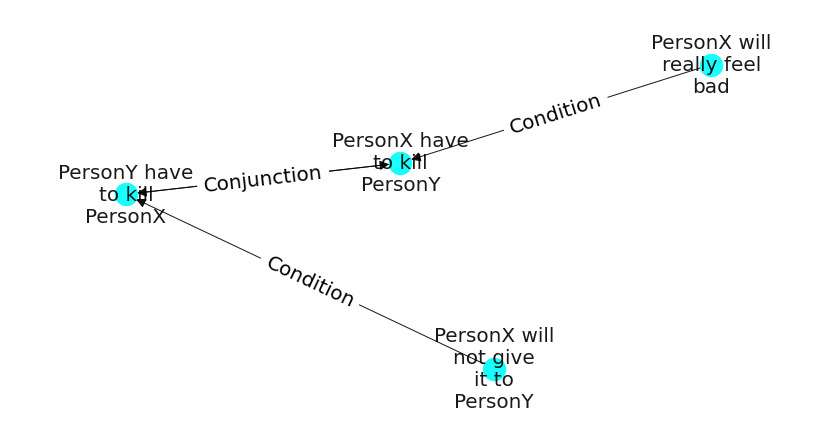 PersonX will
really feel
bad
Condition
PersonX have
to kill
PersonY
Conjunction
PersonY have
to kill
PersonX
Condition
PersonX will
not give
it to
PersonY